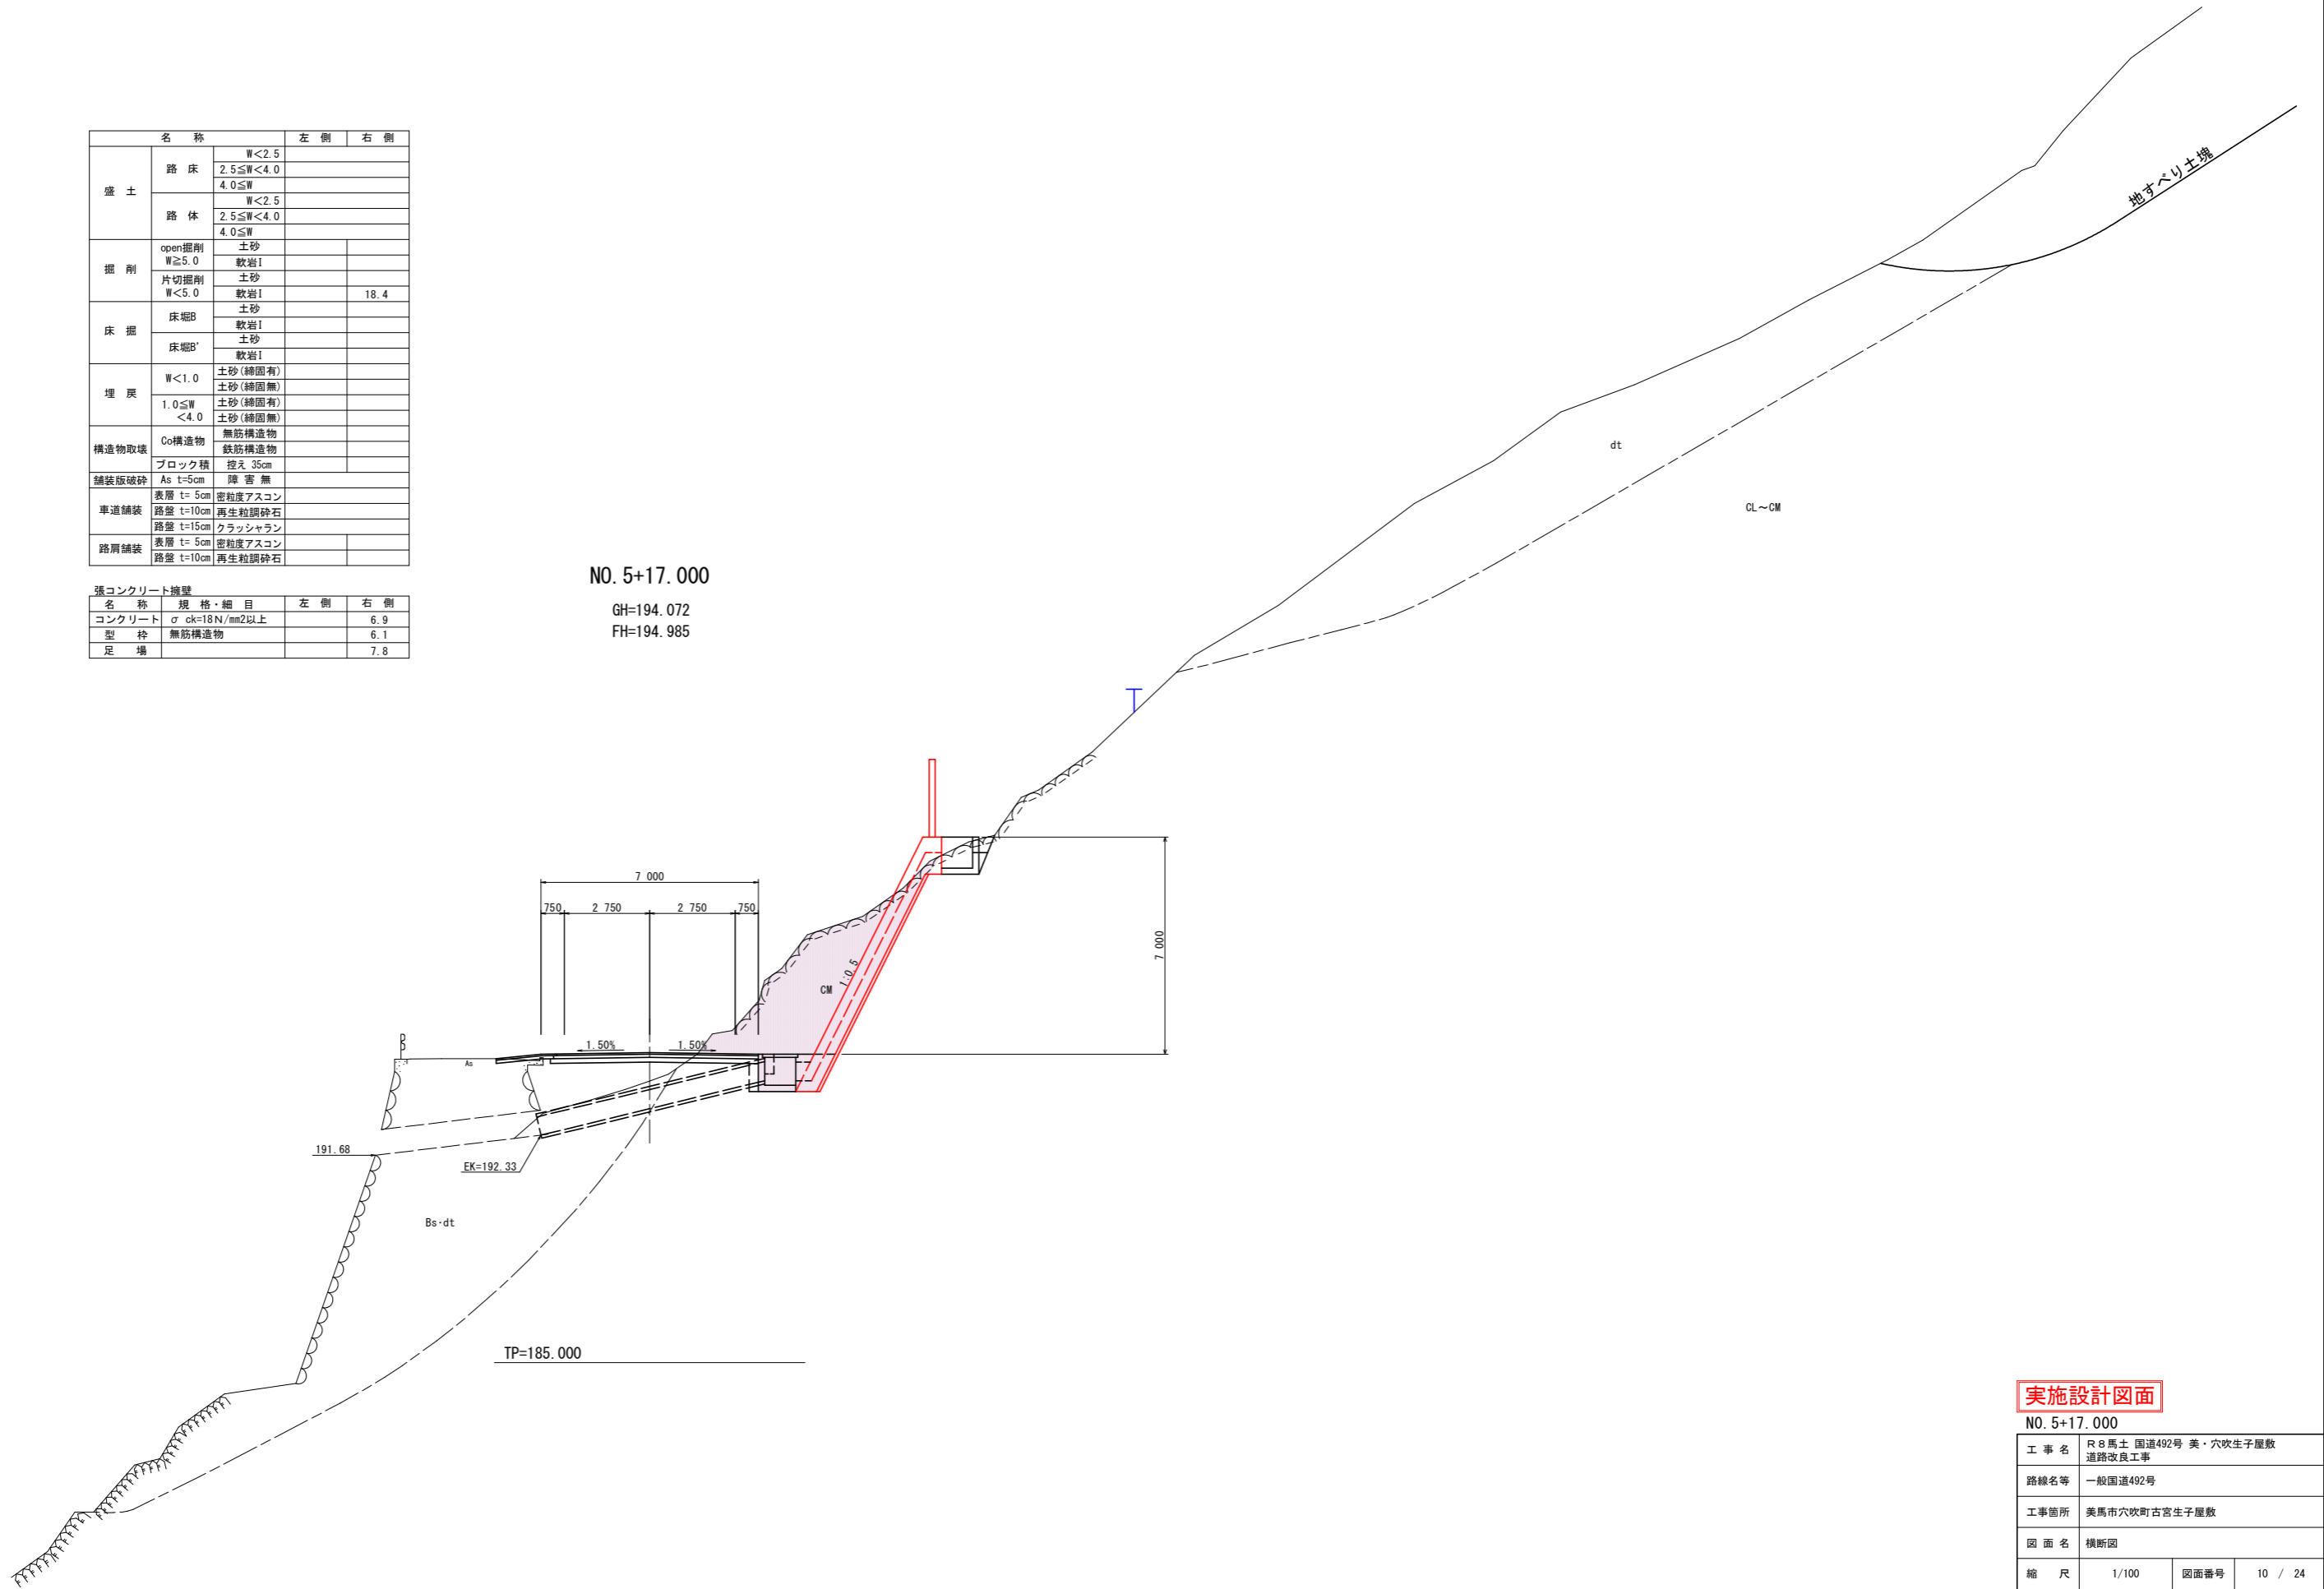 名 称 左 側 右 側
盛 土 路 床 W<2.5
2.5≦W<4.0
4.0≦W
路 体 W<2.5
2.5≦W<4.0
4.0≦W
掘 削 open掘削 W≧5.0 土砂
軟岩I
片切掘削 W<5.0 土砂
軟岩I 18.4
床 掘 床堀B 土砂
軟岩I
床堀B' 土砂
軟岩I
埋 戻 W<1.0 土砂(締固有)
土砂(締固無)
1.0≦W <4.0 土砂(締固有)
土砂(締固無)
構造物取壊 Co構造物 無筋構造物
鉄筋構造物
ブロック積 控え 35cm
舗装版破砕 As t=5cm 障 害 無
車道舗装 表層 t= 5cm 密粒度アスコン
路盤 t=10cm 再生粒調砕石
路盤 t=15cm クラッシャラン
路肩舗装 表層 t= 5cm 密粒度アスコン
路盤 t=10cm 再生粒調砕石
張コンクリート擁壁
名 称 規 格・細 目 左 側 右 側
コンクリート σ ck=18N/mm2以上 6.9
型 枠 無筋構造物 6.1
足 場 7.8
NO.5+17.000
GH=194.072
FH=194.985
地すべり土塊
dt
CL～CM
7 000
750 2 750 2 750 750
7 000
1:0.5
CM
1.50% 1.50%
As
191.68
EK=192.33
Bs・dt
TP=185.000
実施設計図面
NO.5+17.000
工 事 名 R8馬土 国道492号 美・穴吹生子屋敷
道路改良工事
路線名等 一般国道492号
工事箇所 美馬市穴吹町古宮生子屋敷
図 面 名 横断図
縮 尺 1/100 図面番号 10 / 24